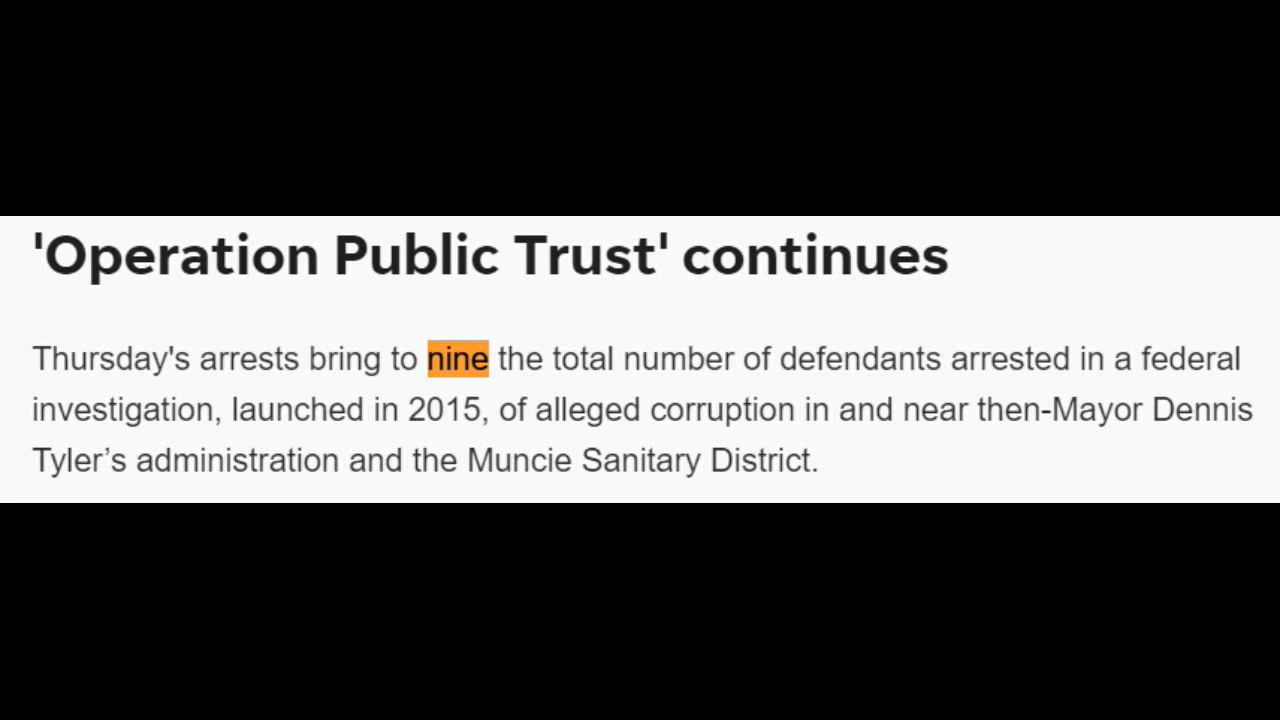 'Operation Public Trust' continues
Thursday's arrests bring to nine the total number of defendants arrested in a federal
investigation, launched in 2015, of alleged corruption in and near then-Mayor Dennis
Tyler’s administration and the Muncie Sanitary District.